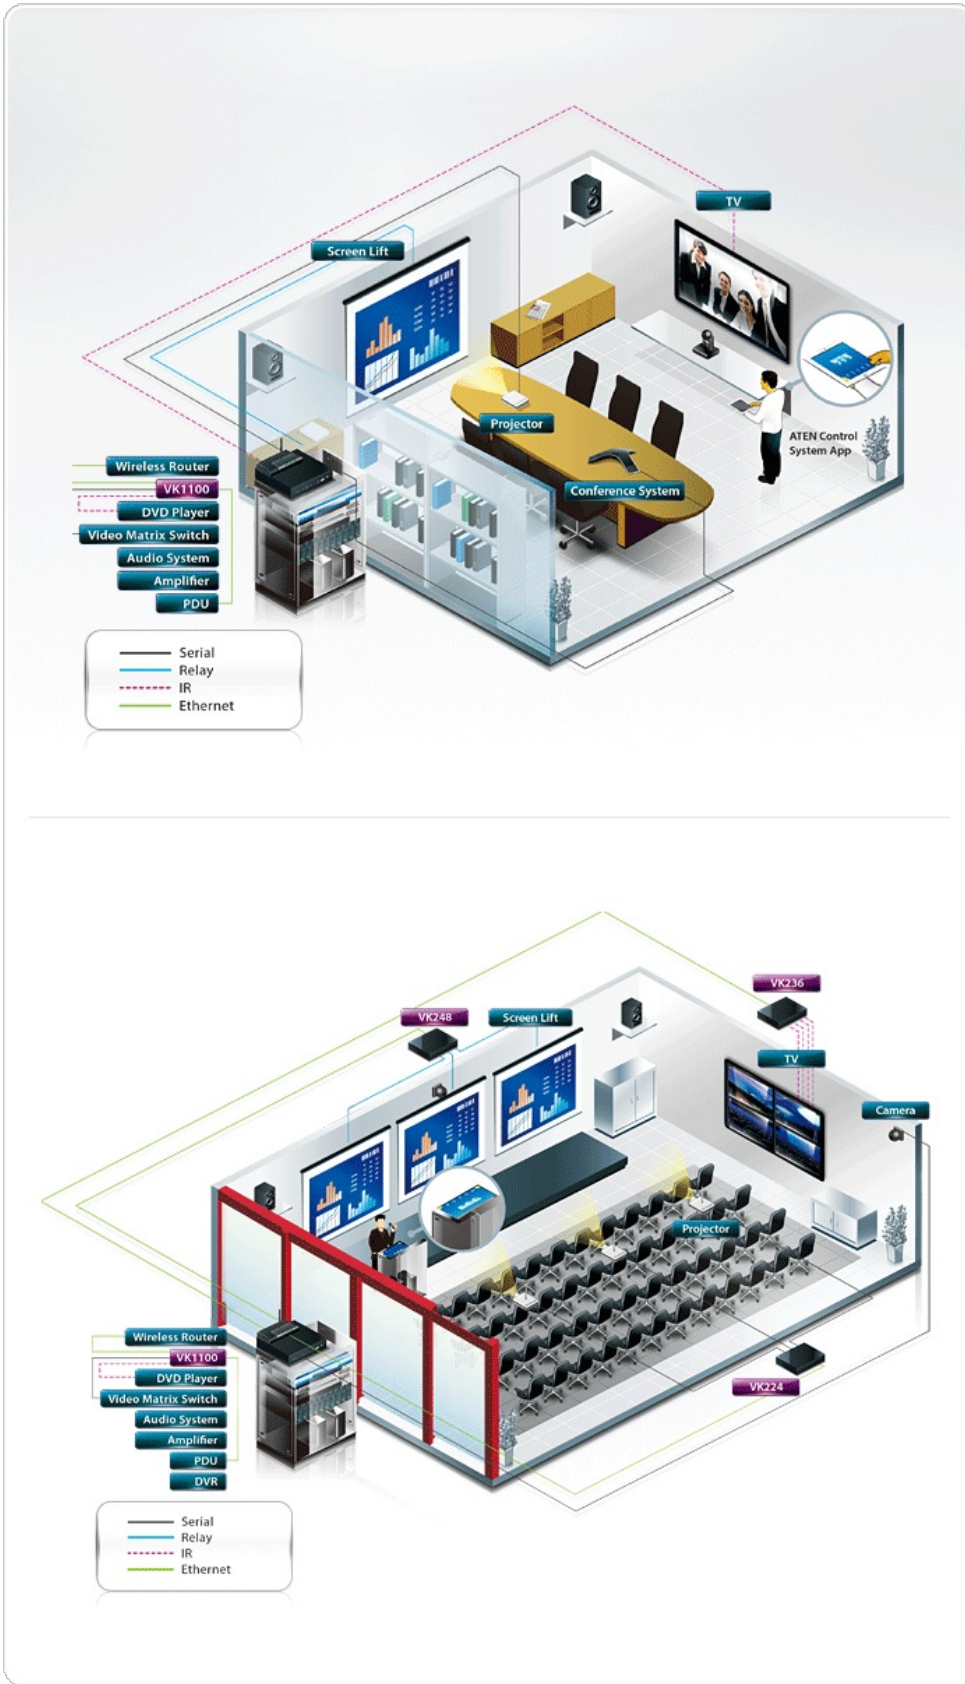 TV
Screen Lift
Projector
ATEN Control
System App
Conference System
Wireless Router
VK1100
DVD Player
Video Matrix Switch
Audio System
Amplifier
PDU
Serial
Relay
IR
Ethernet
VK236
VK248
Screen Lift
TV
Camera
Projector
Wireless Router
VK1100
DVD Player
Video Matrix Switch
VK224
Audio System
Amplifier
PDU
DVR
Serial
Relay
IR
Ethernet